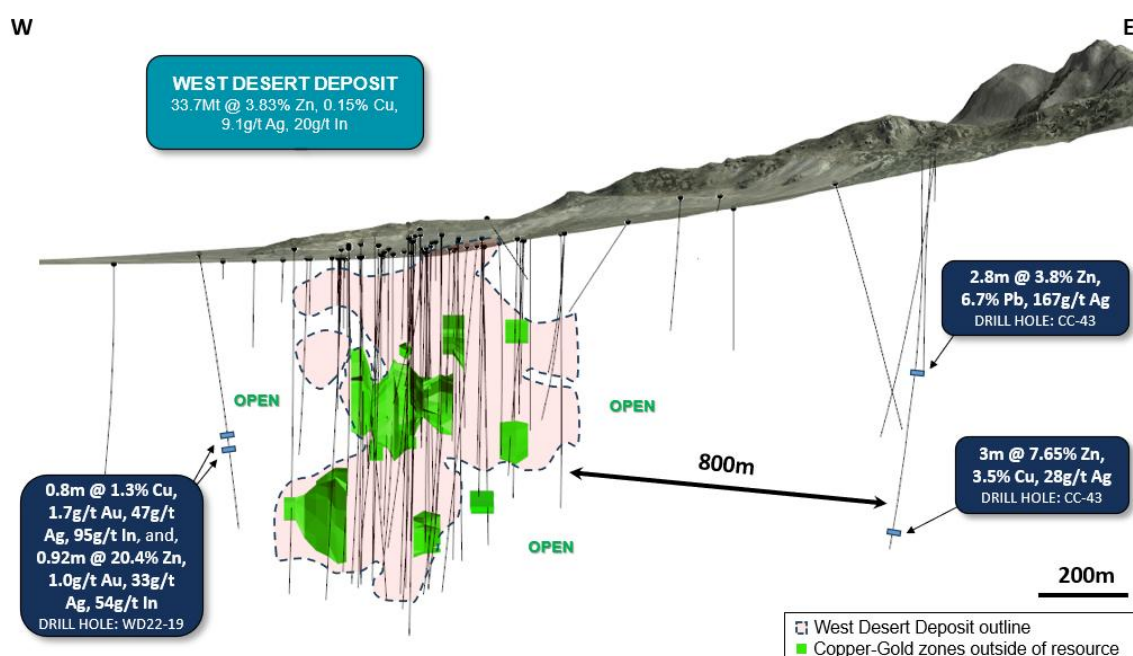 W
E
WEST DESERT DEPOSIT
33.7Mt @ 3.83% Zn, 0.15% Cu,
9.1g/t Ag, 20g/t In
2.8m @ 3.8% Zn,
6.7% Pb, 167g/t Ag
DRILL HOLE: CC-43
OPEN
OPEN
800m
3m @ 7.65% Zn,
3.5% Cu, 28g/t Ag
DRILL HOLE: CC-43
0.8m @ 1.3% Cu,
1.7g/t Au, 47g/t
Ag, 95g/t In, and,
0.92m @ 20.4% Zn,
1.0g/t Au, 33g/t
Ag, 54g/t In
DRILL HOLE: WD22-19
OPEN
200m
West Desert Deposit outline
Copper-Gold zones outside of resource